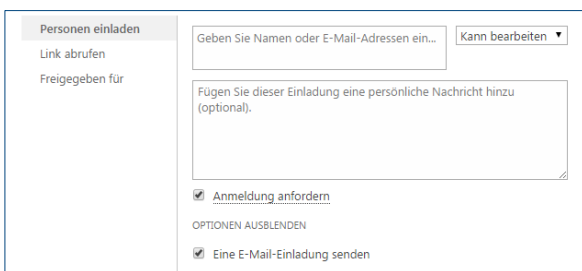 Personen einladen
Link abrufen
Freigegeben für
Geben Sie Namen oder E-Mail-Adressen ein...
Kann bearbeiten
Fügen Sie dieser Einladung eine persönliche Nachricht hinzu
(optional).
Anmeldung anfordern
OPTIONEN AUSBLENDEN
Eine E-Mail-Einladung senden